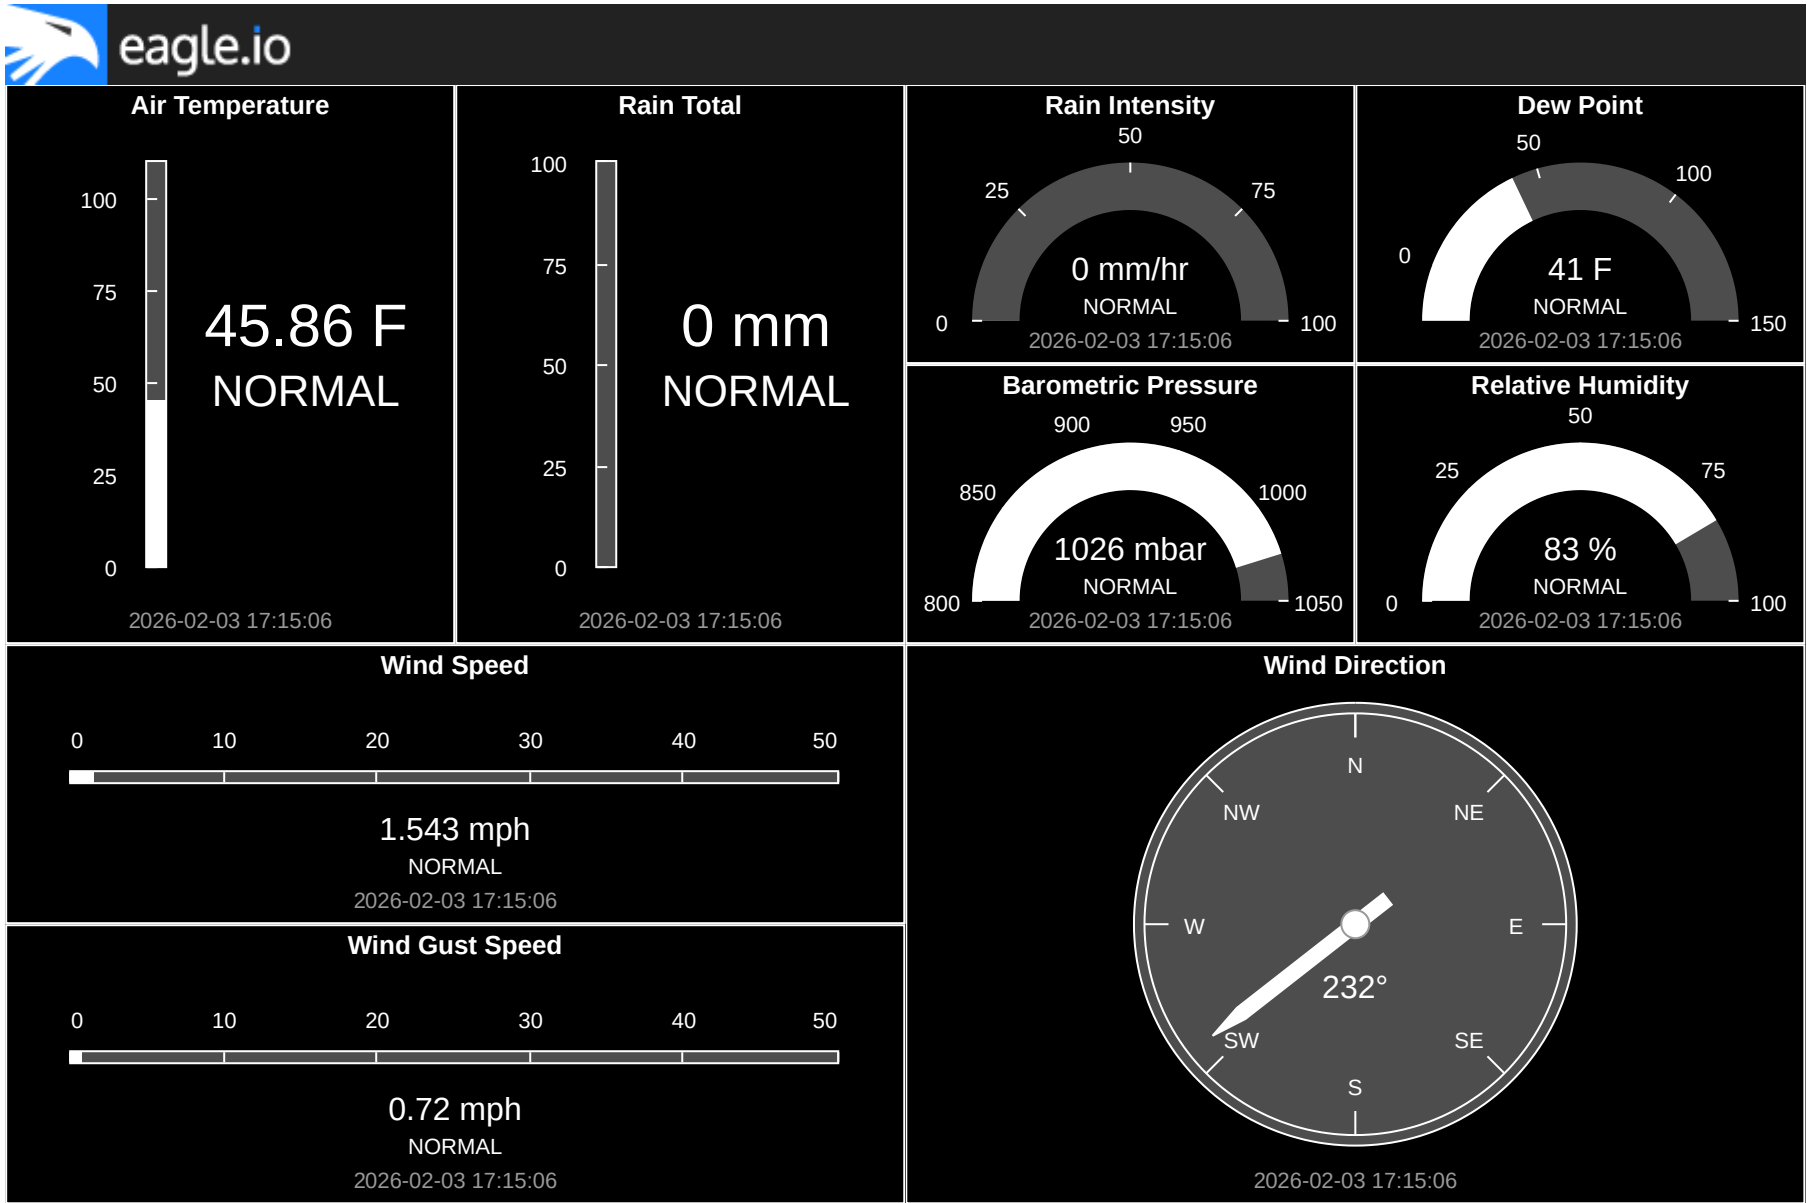 eagle.io
Air Temperature
100
75
50
25
0
45.86 F
NORMAL
2026-02-03 17:15:06
Rain Total
100
75
50
25
0
0 mm
NORMAL
2026-02-03 17:15:06
Rain Intensity
50
25
75
0
100
0 mm/hr
NORMAL
2026-02-03 17:15:06
Dew Point
50
100
0
150
41 F
NORMAL
2026-02-03 17:15:06
Barometric Pressure
900
950
850
1000
800
1050
1026 mbar
NORMAL
2026-02-03 17:15:06
Relative Humidity
50
25
75
0
100
83 %
NORMAL
2026-02-03 17:15:06
Wind Speed
0 10 20 30 40 50
1.543 mph
NORMAL
2026-02-03 17:15:06
Wind Gust Speed
0 10 20 30 40 50
0.72 mph
NORMAL
2026-02-03 17:15:06
Wind Direction
N
NW NE
W E
232°
SW SE
S
2026-02-03 17:15:06